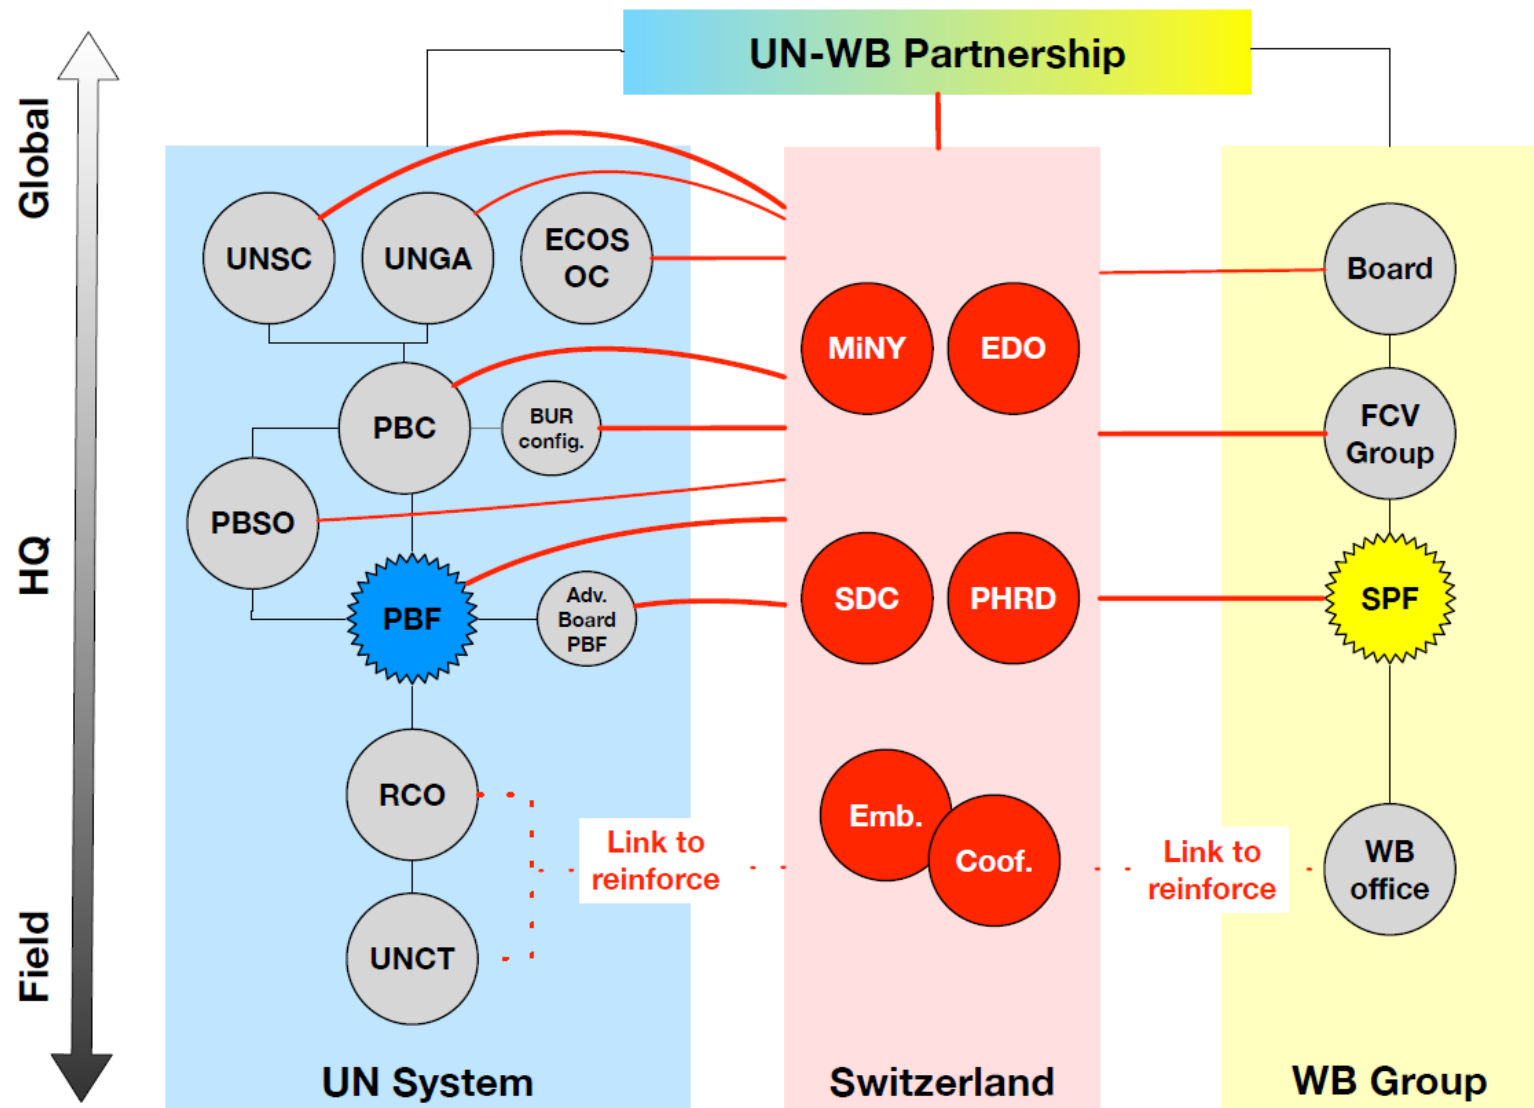 UN-WB Partnership
Global
HQ
Field
UNSC
UNGA
ECOS
OC
PBC
BUR
config.
PBSO
PBF
Adv.
Board
PBF
RCO
UNCT
Link to
reinforce
UN System
MiNY
EDO
SDC
PHRD
Emb.
Coof.
Switzerland
Link to
reinforce
Board
FCV
Group
SPF
WB
office
WB Group